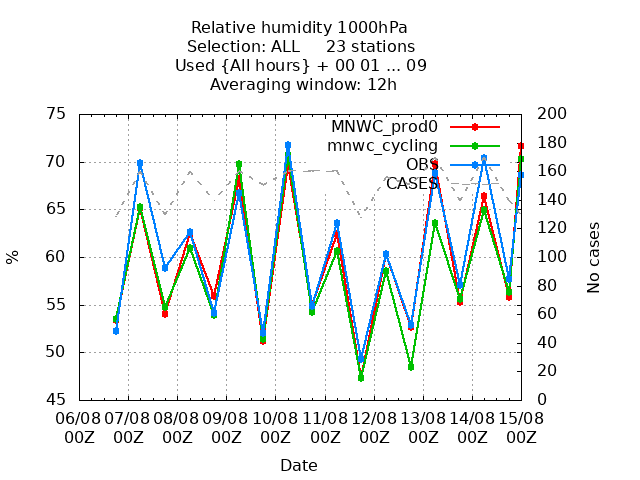 Relative humidity 1000hPa
Selection: ALL     23 stations
Used {All hours} + 00 01 ... 09
Averaging window: 12h
75
70
65
60
55
50
45
%
200
180
160
140
120
100
80
60
40
20
0
No cases
MNWC_prod0
mnwc_cycling
OBS
CASES
06/08 07/08 08/08 09/08 10/08 11/08 12/08 13/08 14/08 15/08
00Z 00Z 00Z 00Z 00Z 00Z 00Z 00Z 00Z 00Z
Date